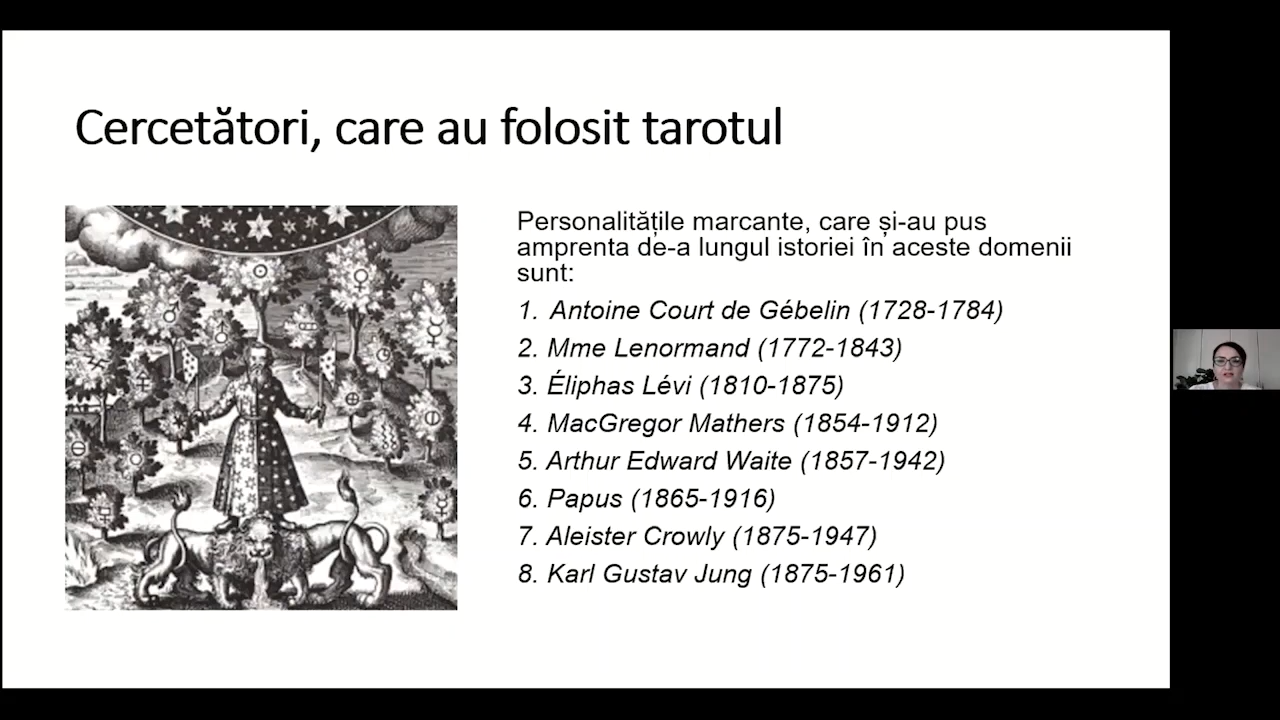 Cercetători, care au folosit tarotul
Personalitățile marcante, care și-au pus
amprenta de-a lungul istoriei în aceste domenii
sunt:
1. Antoine Court de Gébelin (1728-1784)
2. Mme Lenormand (1772-1843)
3. Éliphas Lévi (1810-1875)
4. MacGregor Mathers (1854-1912)
5. Arthur Edward Waite (1857-1942)
6. Papus (1865-1916)
7. Aleister Crowly (1875-1947)
8. Karl Gustav Jung (1875-1961)